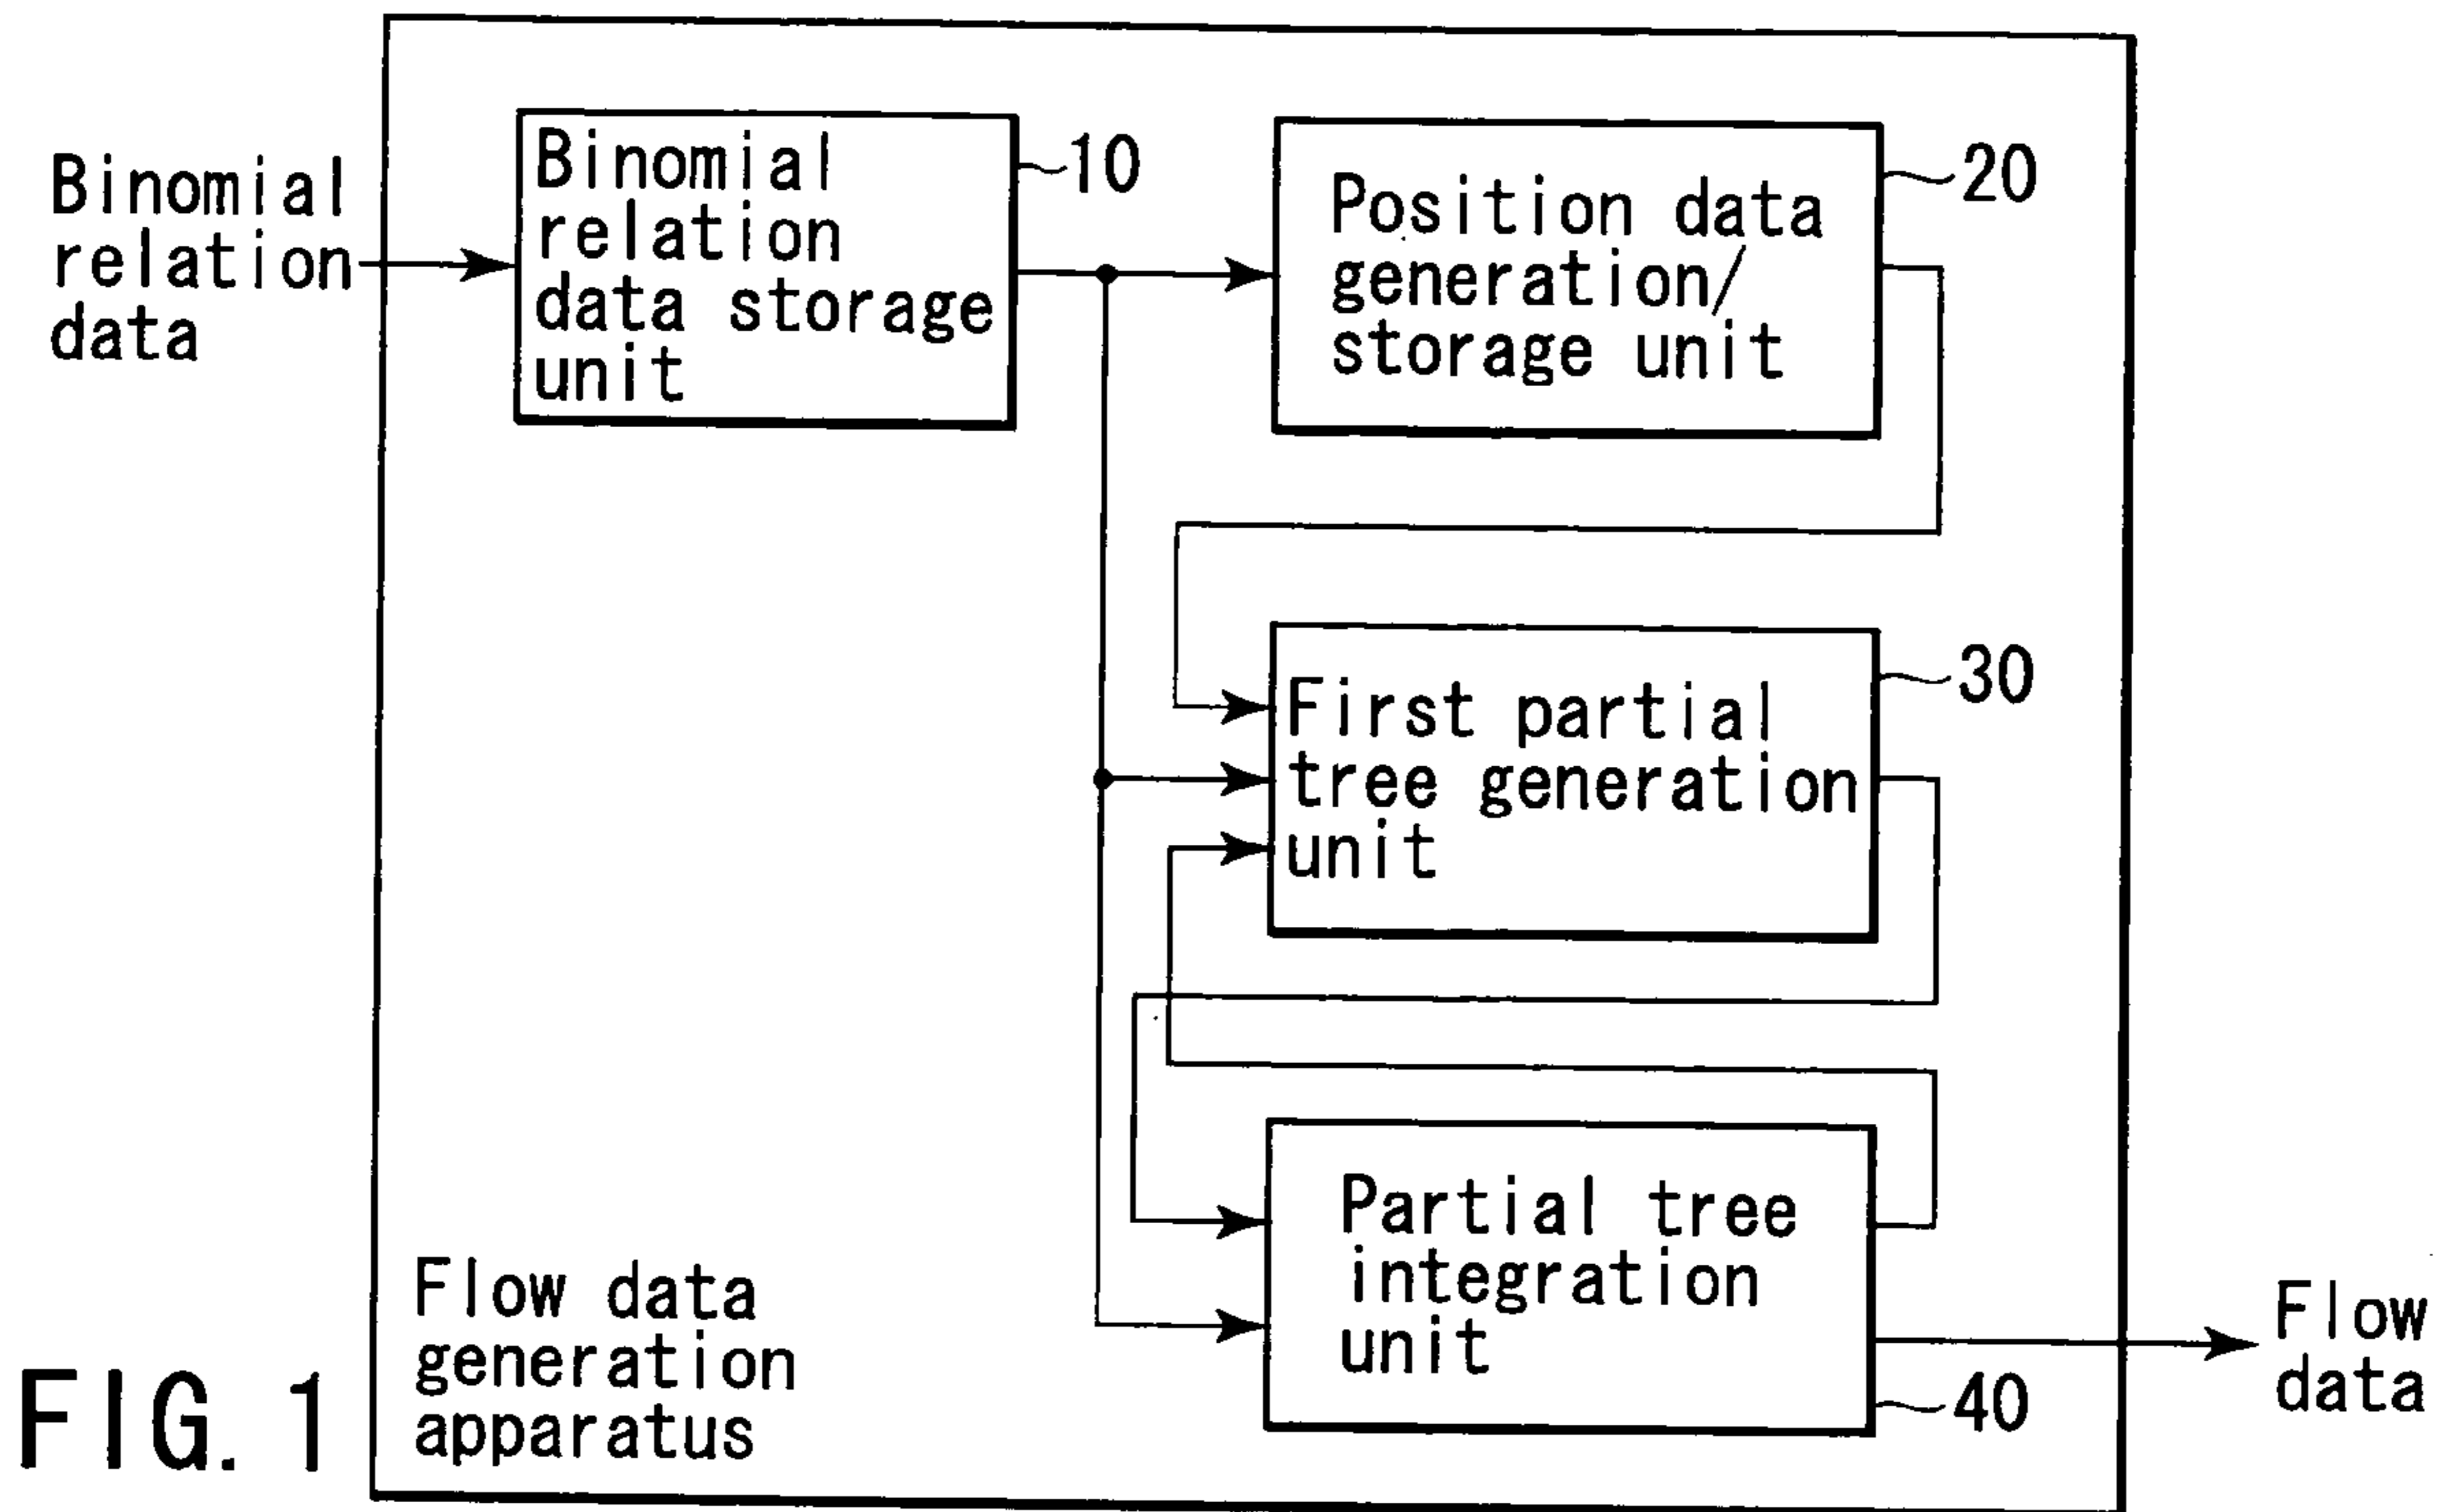 Binomial
relation
data
Binomial
relation
data storage
unit
10
Position data
generation/
storage unit
20
First partial
tree generation
unit
30
Partial tree
integration
unit
40
Flow
data
Flow data
generation
apparatus
FIG. 1